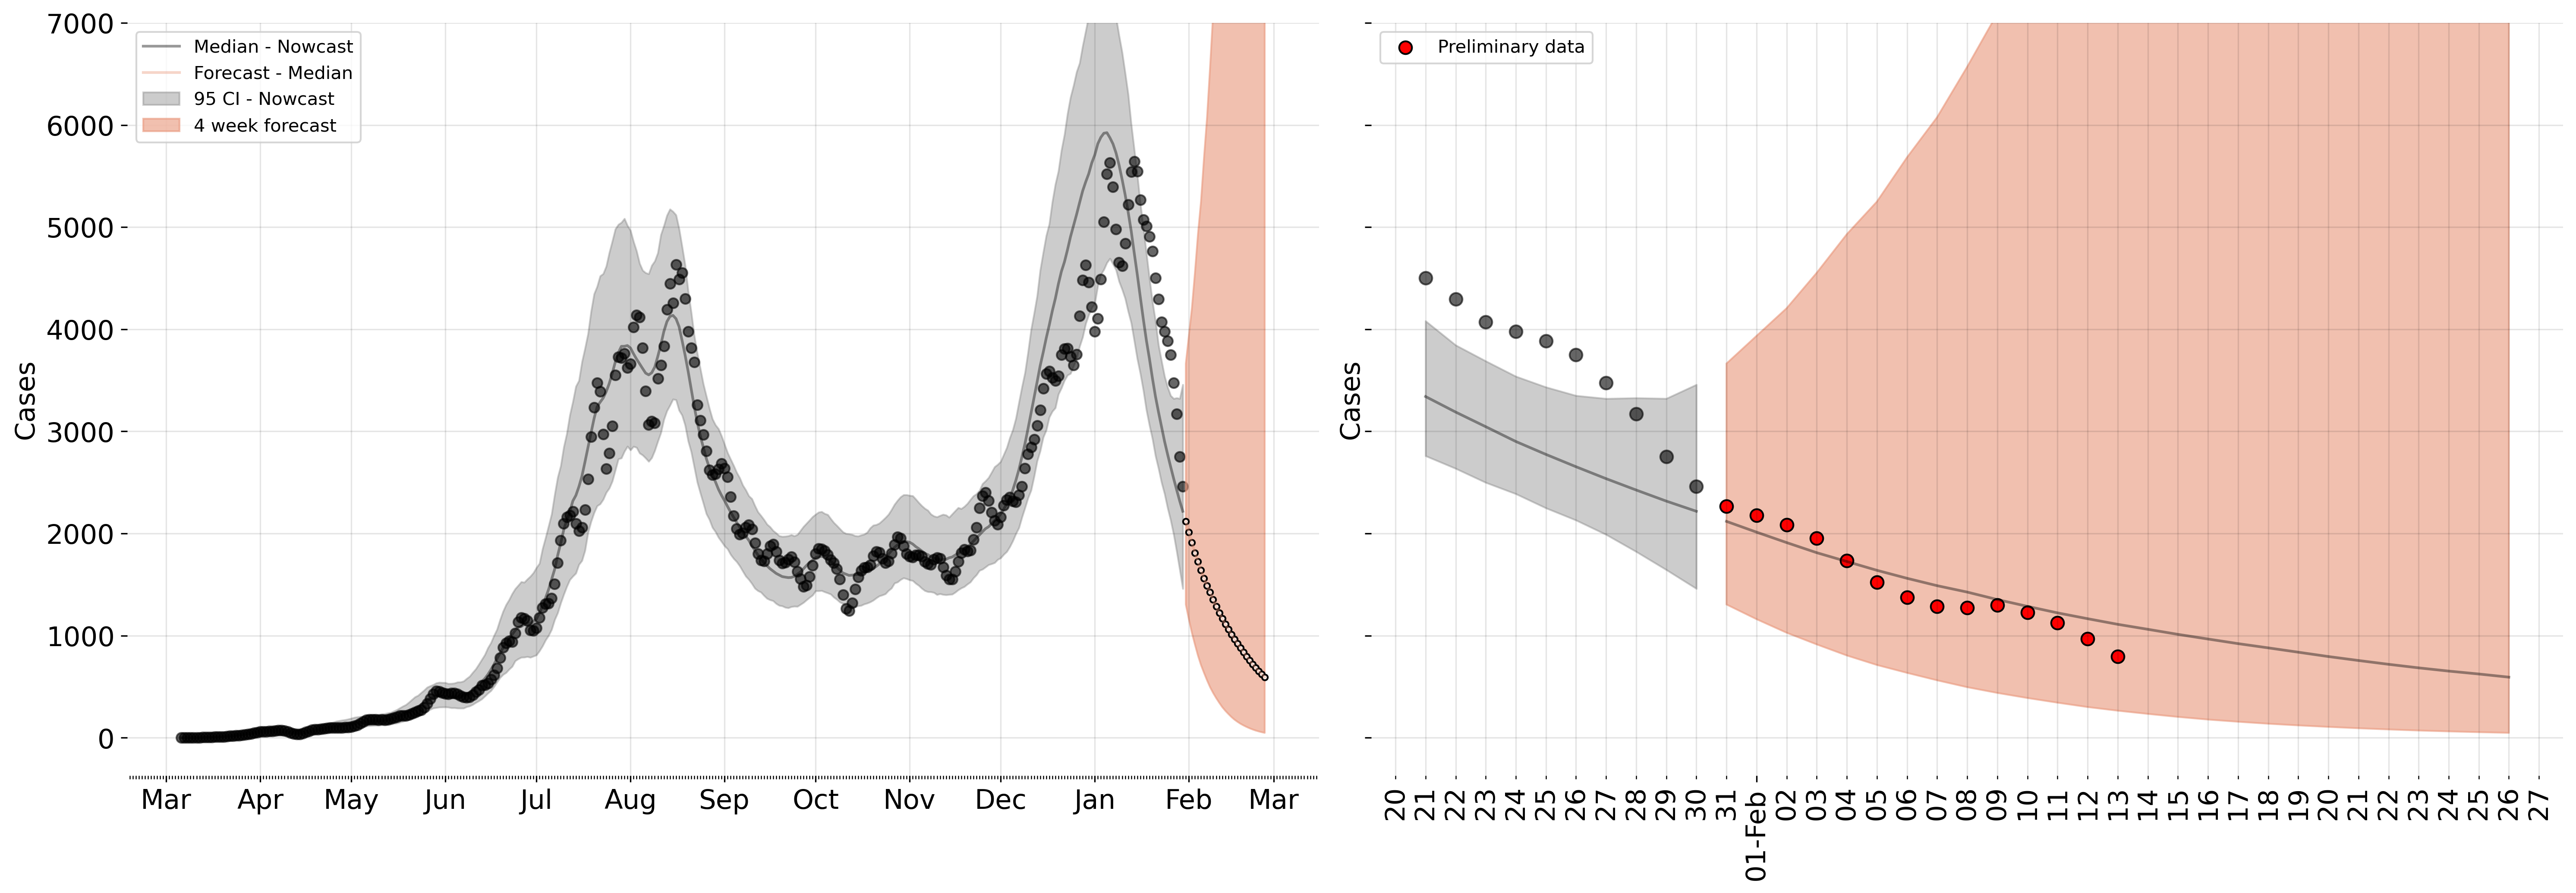 Cases
7000
6000
5000
4000
3000
2000
1000
0
Median - Nowcast
Forecast - Median
95 CI - Nowcast
4 week forecast
Mar Apr May Jun Jul Aug Sep Oct Nov Dec Jan Feb Mar
Cases
Preliminary data
20 21 22 23 24 25 26 27 28 29 30 31 01-Feb 02 03 04 05 06 07 08 09 10 11 12 13 14 15 16 17 18 19 20 21 22 23 24 25 26 27